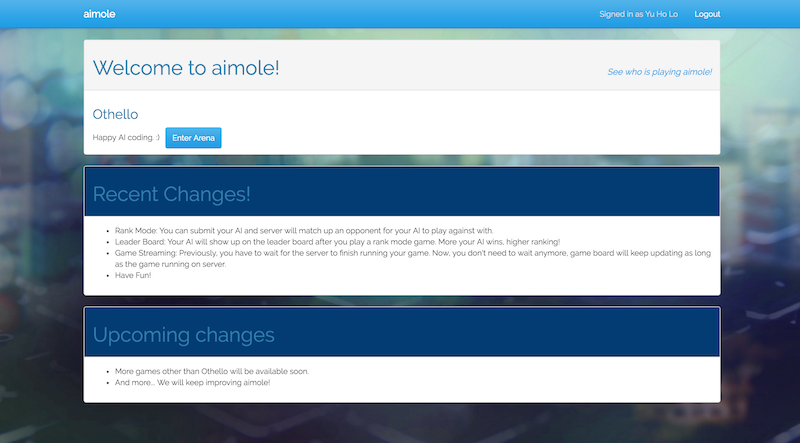 aimole
Signed in as Yu Ho Lo
Logout
Welcome to aimole!
See who is playing aimole!
Othello
Happy AI coding. :)
Enter Arena
Recent Changes!
Rank Mode: You can submit your AI and server will match up an opponent for your AI to play against with.
Leader Board: Your AI will show up on the leader board after you play a rank mode game. More your AI wins, higher ranking!
Game Streaming: Previously, you have to wait for the server to finish running your game. Now, you don't need to wait anymore, game board will keep updating as long
as the game running on server.
Have Fun!
Upcoming changes
More games other than Othello will be available soon.
And more... We will keep improving aimole!